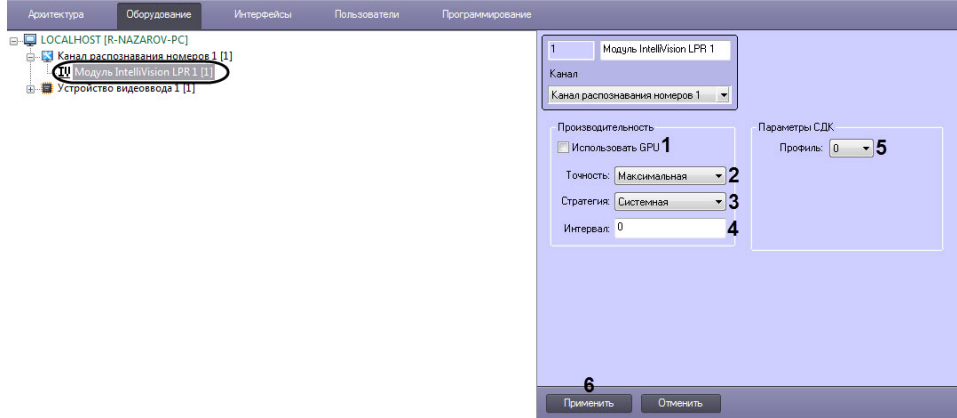 Архитектура Оборудование Интерфейсы Пользователи Программирование
LOCALHOST [R-NAZAROV-PC]
Канал распознавания номеров 1 [1]
Модуль IntelliVision LPR 1 [1]
Устройство видеоввода 1 [1]
1 Модуль IntelliVision LPR 1
Канал
Канал распознавания номеров 1
Производительность
Использовать GPU 1
Точность: Максимальная 2
Стратегия: Системная 3
Интервал: 0 4
Параметры СДК
Профиль: 0 5
6
Применить Отменить